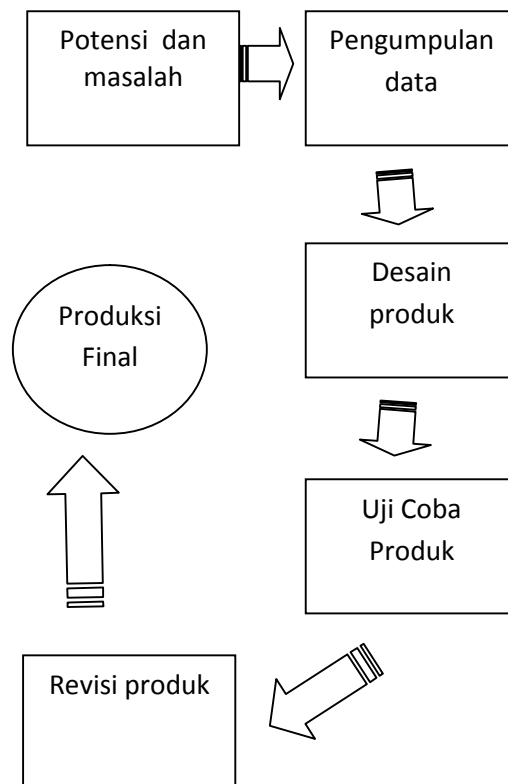 Potensi dan
masalah
Pengumpulan
data
Desain
produk
Uji Coba
Produk
Revisi produk
Produksi
Final